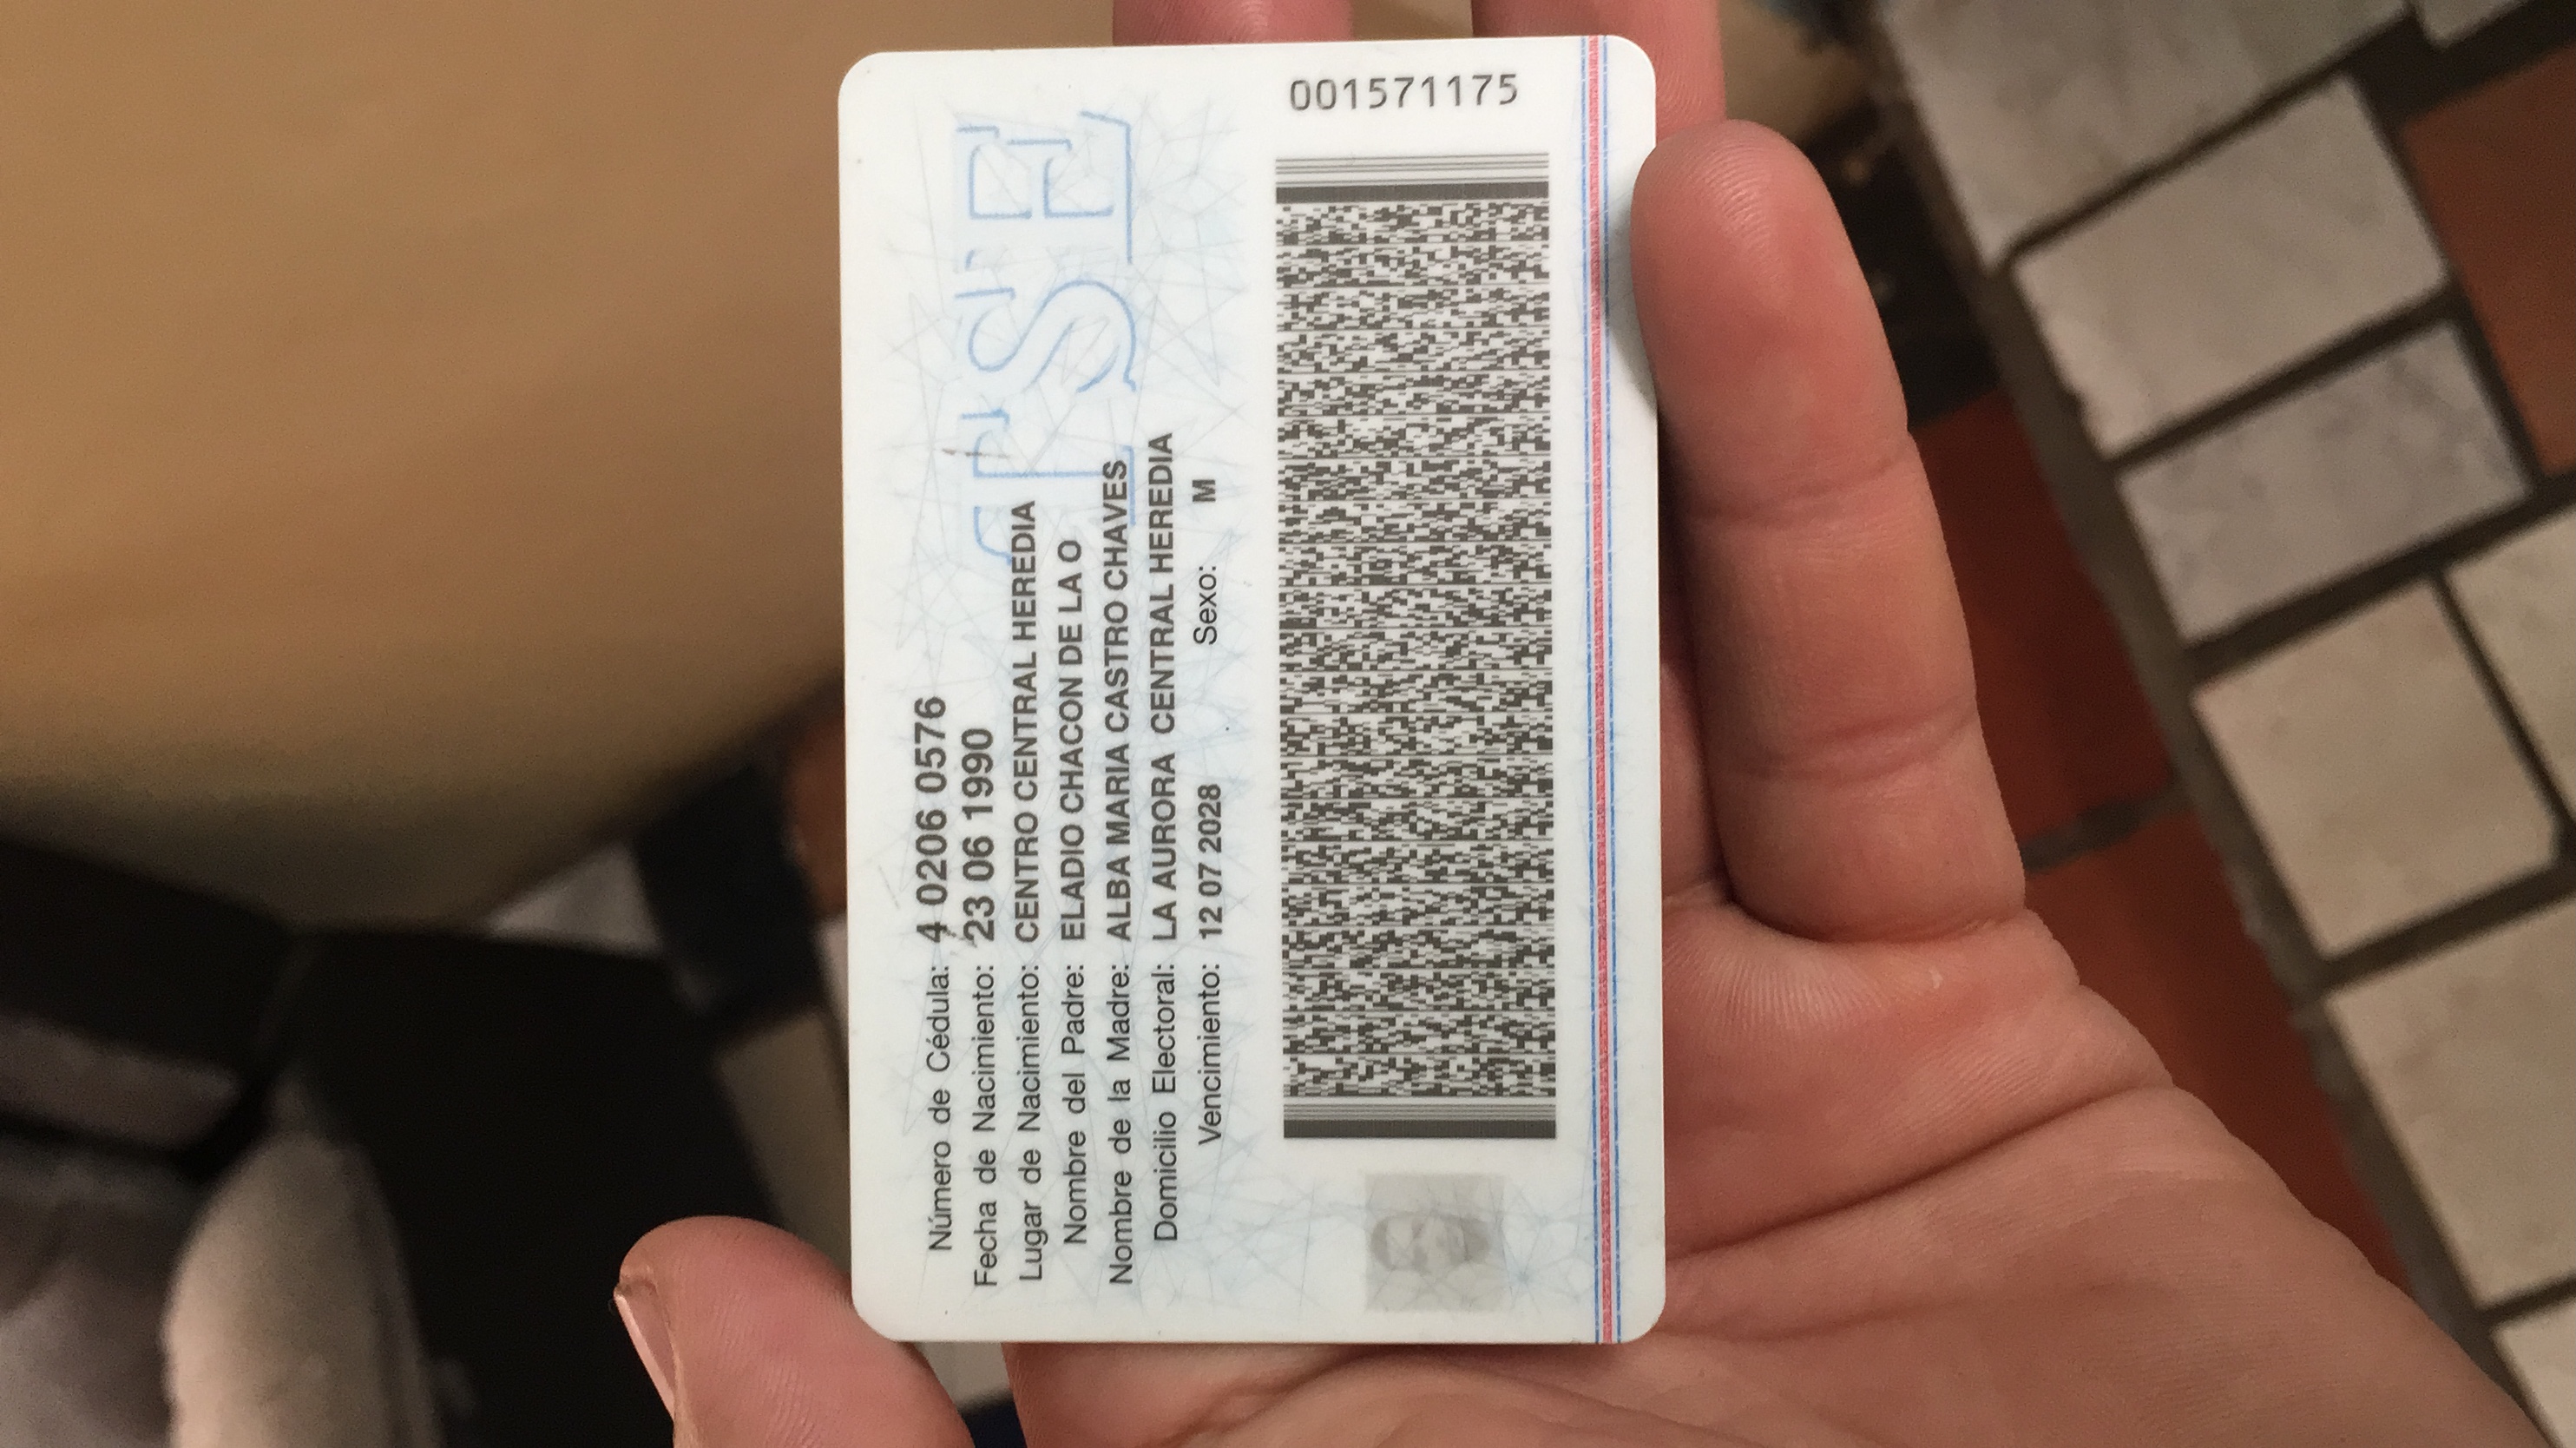 Número de Cédula: 4 0206 0576
Fecha de Nacimiento: 23 06 1990
Lugar de Nacimiento: CENTRO CENTRAL HEREDIA
Nombre del Padre: ELADIO CHACON DE LA O
Nombre de la Madre: ALBA MARIA CASTRO CHAVES
Domicilio Electoral: LA AURORA CENTRAL HEREDIA
Vencimiento: 12 07 2028 Sexo: M
TSE
001571175